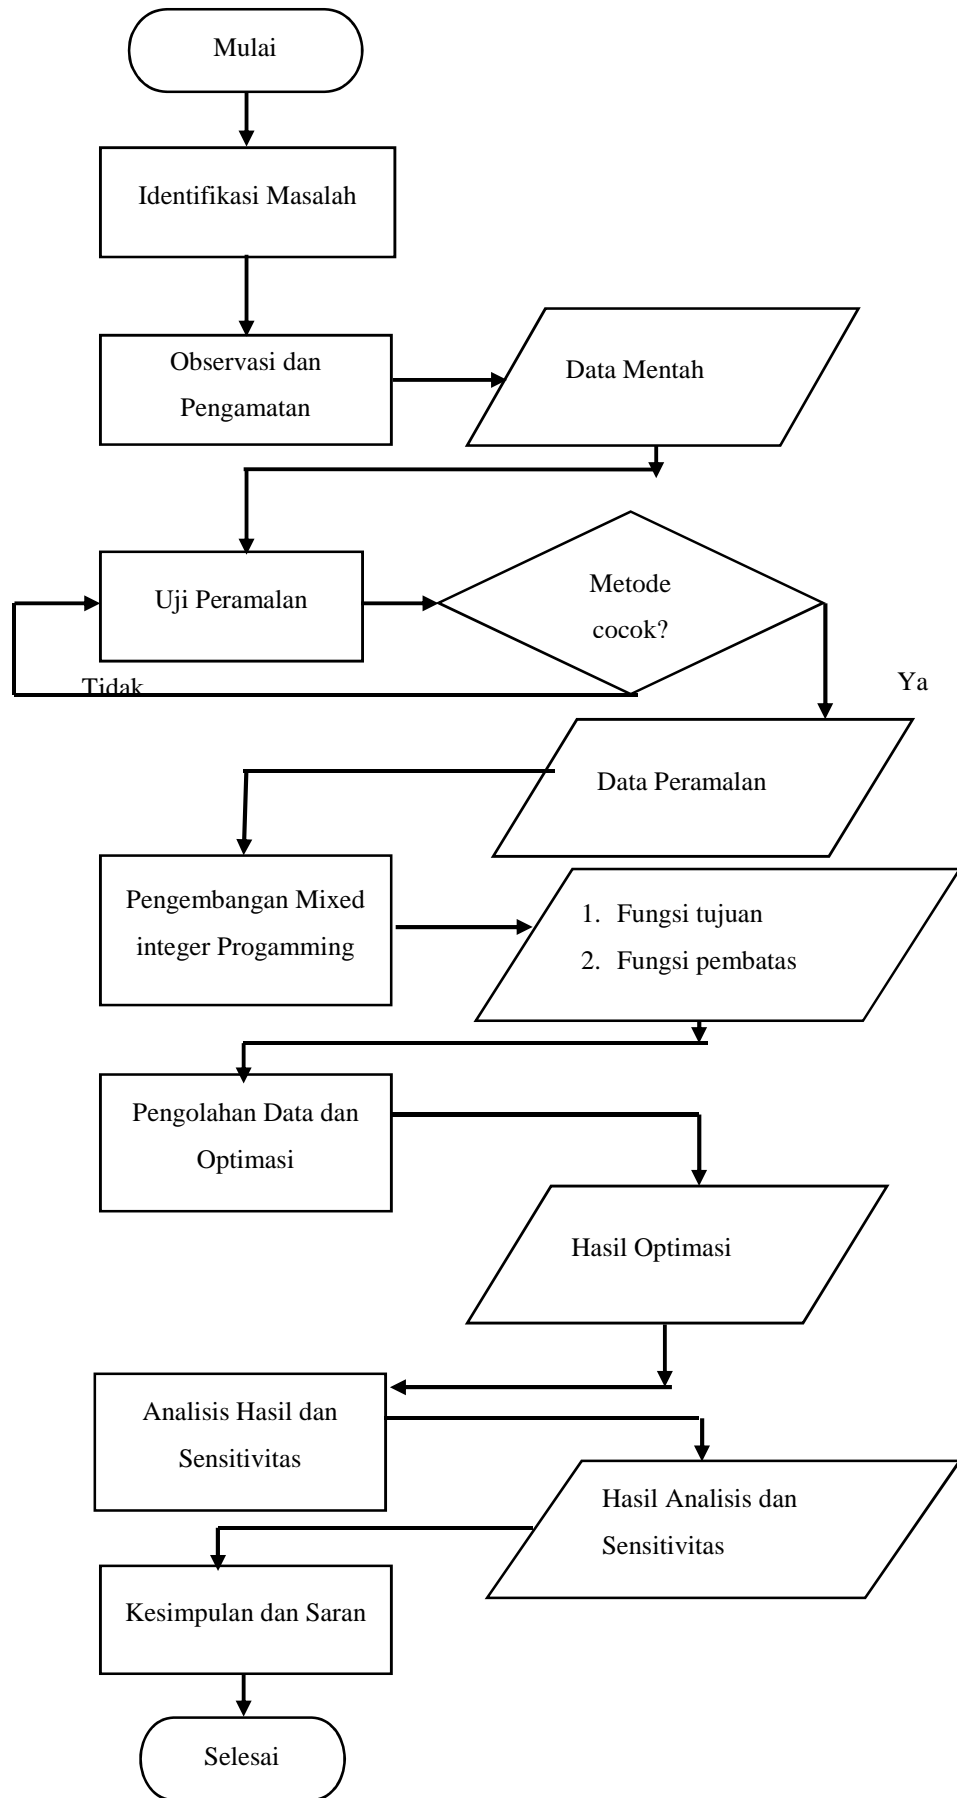 Mulai
Identifikasi Masalah
Observasi dan
Pengamatan
Data Mentah
Uji Peramalan
Metode
cocok?
Tidak
Ya
Data Peramalan
Pengembangan Mixed
integer Progamming
1. Fungsi tujuan
2. Fungsi pembatas
Pengolahan Data dan
Optimasi
Hasil Optimasi
Analisis Hasil dan
Sensitivitas
Hasil Analisis dan
Sensitivitas
Kesimpulan dan Saran
Selesai